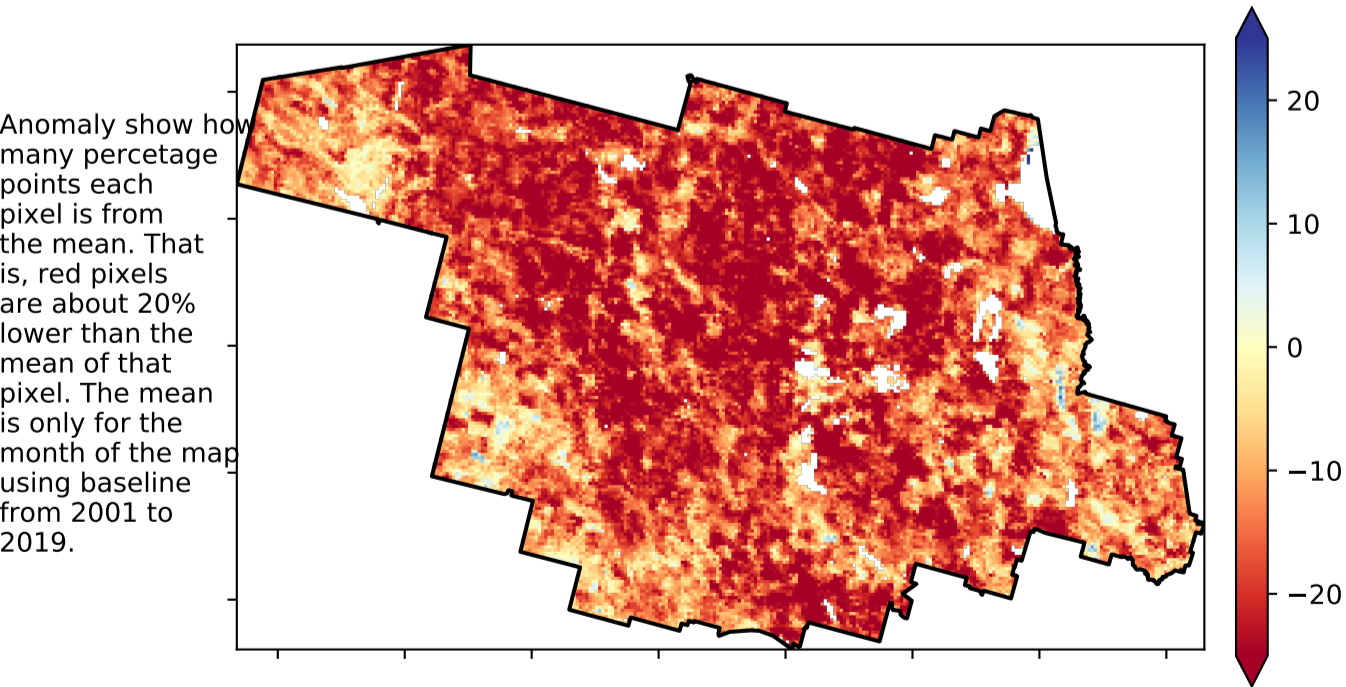 Anomaly show how
many percetage
points each
pixel is from
the mean. That
is, red pixels
are about 20%
lower than the
mean of that
pixel. The mean
is only for the
month of the map
using baseline
from 2001 to
2019.
20
10
0
−10
−20